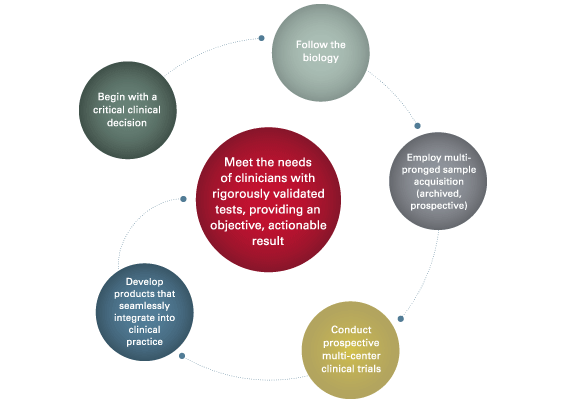 Begin with a
critical clinical
decision
Follow the
biology
Employ multi-
pronged sample
acquisition
(archived,
prospective)
Conduct
prospective
multi-center
clinical trials
Develop
products that
seamlessly
integrate into
clinical
practice
Meet the needs
of clinicians with
rigorously validated
tests, providing an
objective, actionable
result